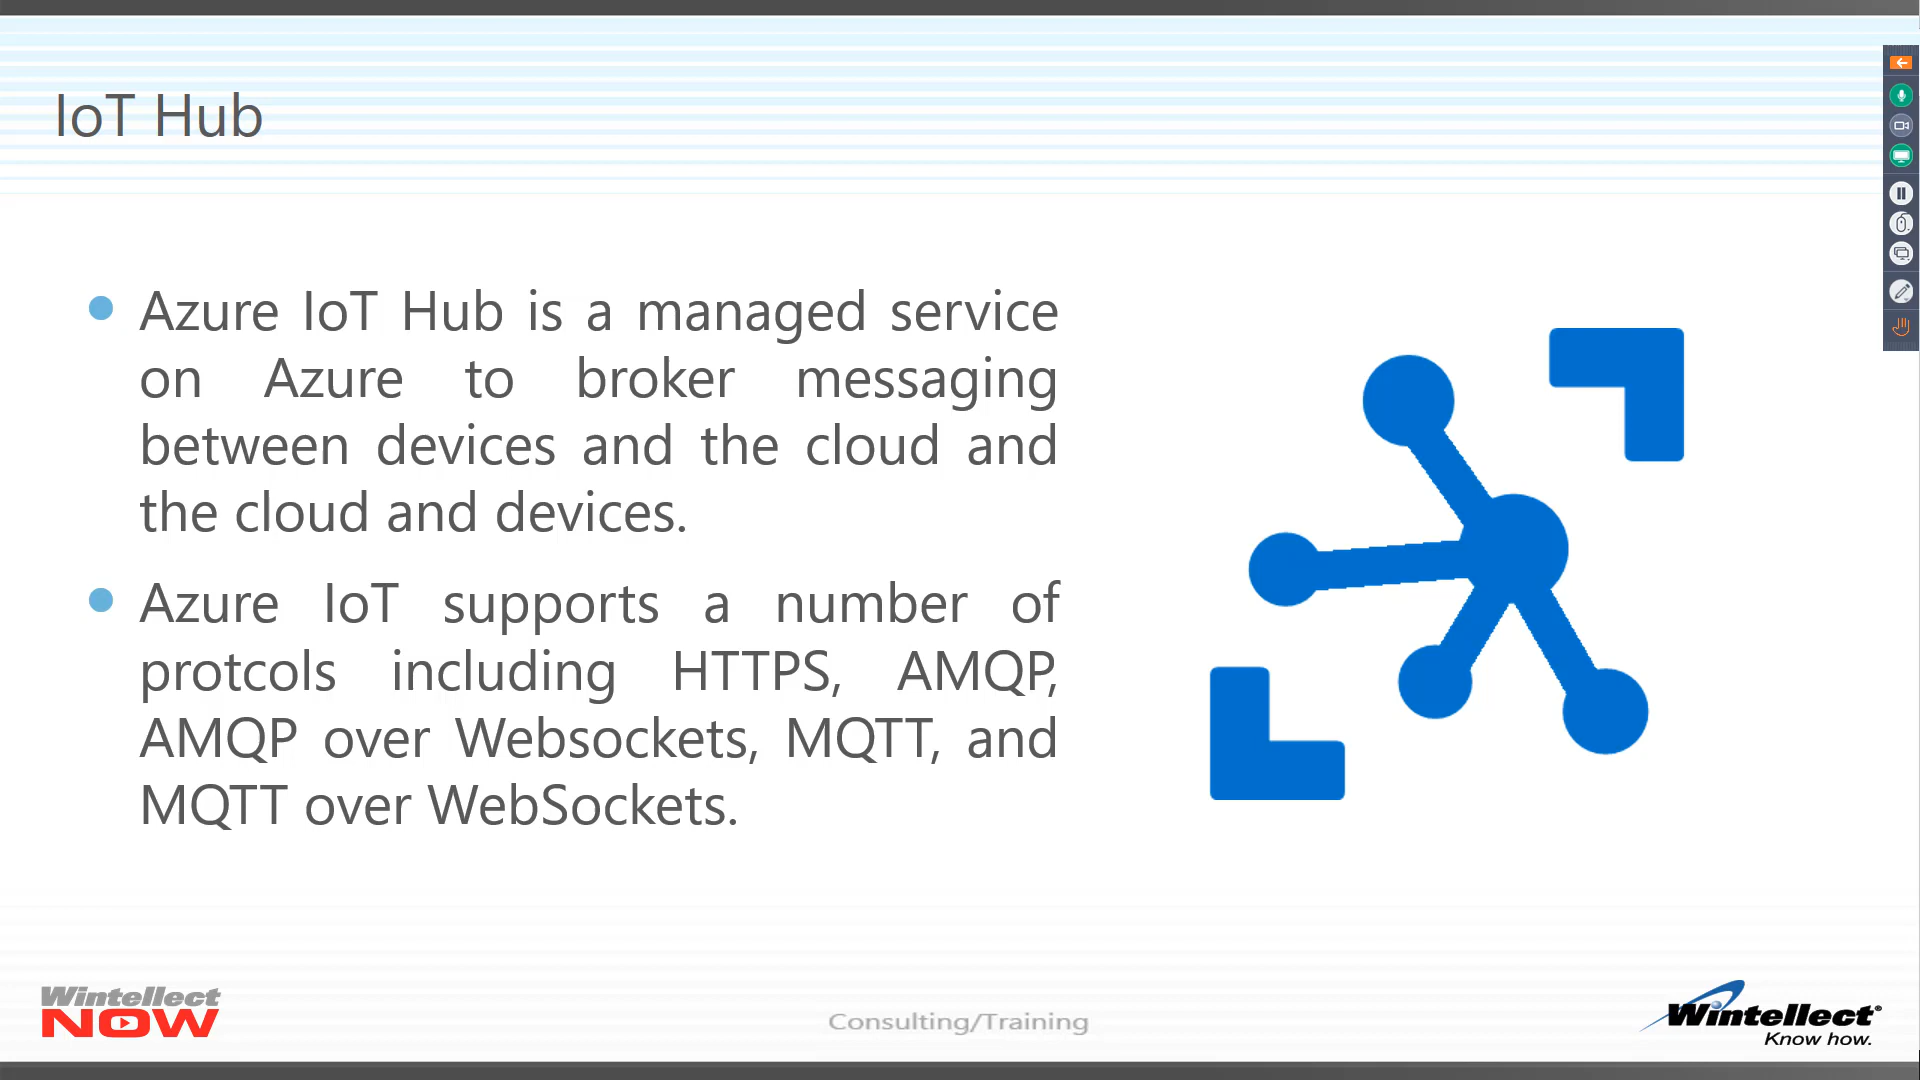 IoT Hub
Azure IoT Hub is a managed service
on Azure to broker messaging
between devices and the cloud and
the cloud and devices.
Azure IoT supports a number of
protcols including HTTPS, AMQP,
AMQP over Websockets, MQTT, and
MQTT over WebSockets.
Wintellect
NOW
Consulting/Training
Wintellect®
Know how.